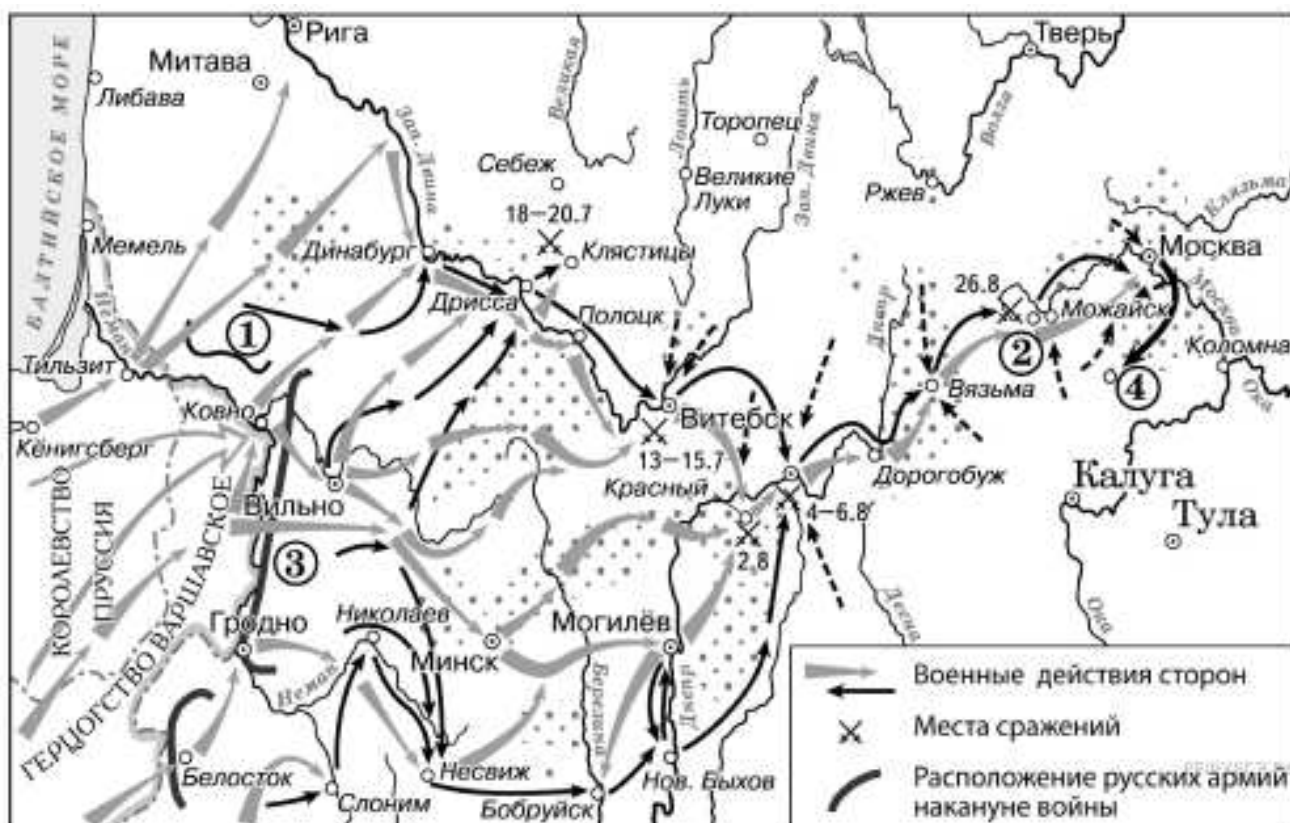 Рига
Тверь
Митава
Либава
БАЛТИЙСКОЕ МОРЕ
Зап. Двина
Великая
Ловать
Торопец
Зап. Двина
Волга
Себеж
Великие
Луки
Ржев
Клязьма
18–20.7
Мемель
Динабург
Клястицы
Москва
Неман
Дрисса
26.8
Можайск
Москва
1
Полоцк
Днепр
2
Коломна
Тильзит
4
Ока
Ковно
Витебск
Вязьма
Кёнигсберг
13–15.7
Вильно
Красный
Дорогобуж
Калуга
4–6.8
Тула
КОРОЛЕВСТВО
ПРУССИЯ
ГЕРЦОГСТВО ВАРШАВСКОЕ
3
2.8
Гродно
Николаев
Минск
Могилёв
Десна
Ока
Неман
Березина
Днепр
Военные действия сторон
Места сражений
Белосток
Несвиж
Нов. Быхов
Расположение русских армий
накануне войны
Слоним
Бобруйск